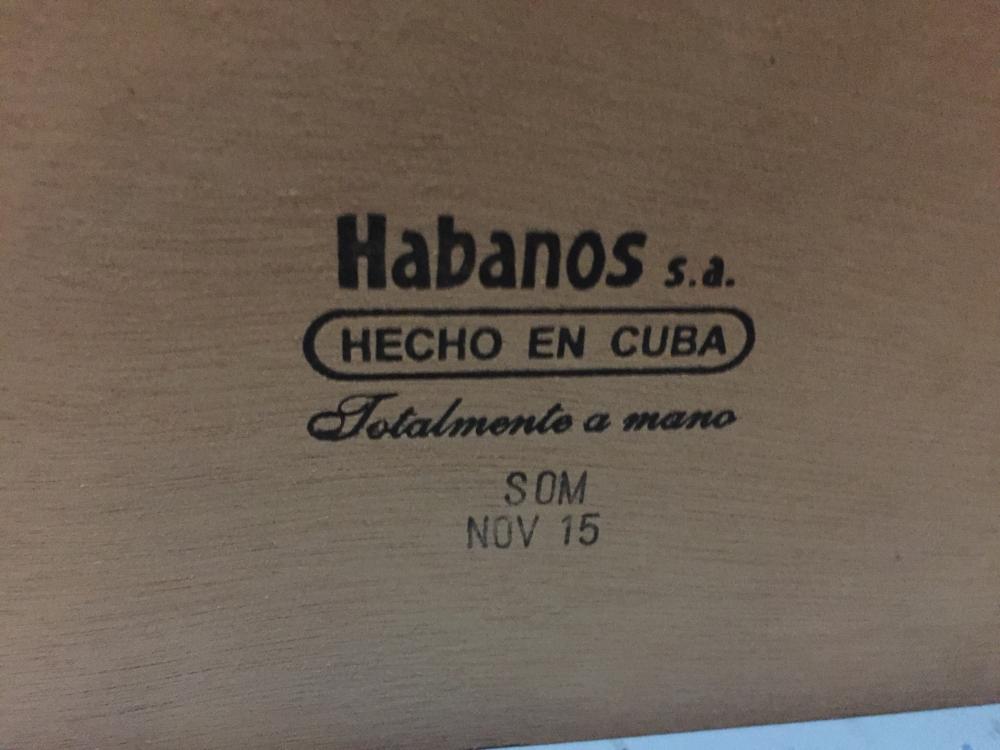 Habanos s.a.
HECHO EN CUBA
Totalmente a mano
SOM
NOV 15